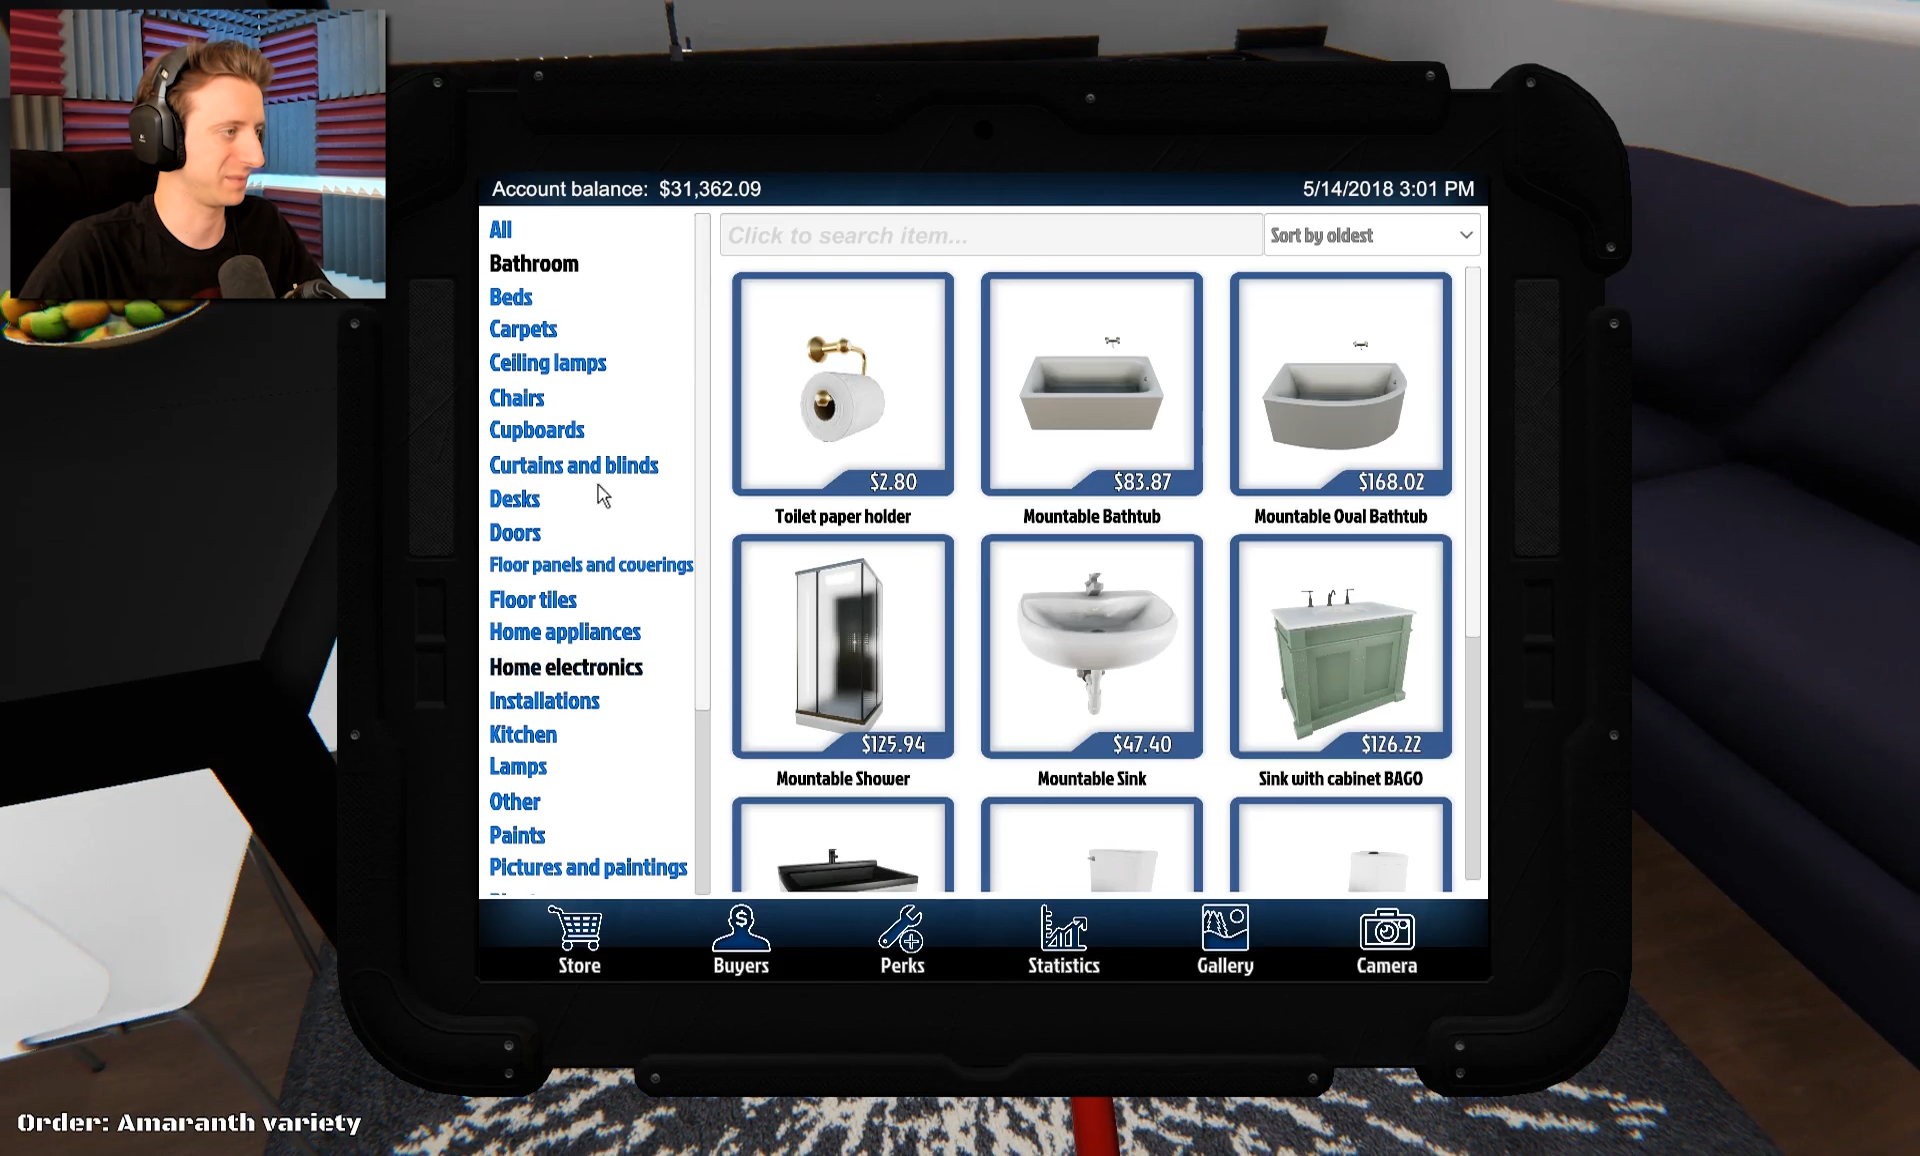 Account balance: $31,362.09
5/14/2018 3:01 PM
All
Bathroom
Beds
Carpets
Ceiling lamps
Chairs
Cupboards
Curtains and blinds
Desks
Doors
Floor panels and coverings
Floor tiles
Home appliances
Home electronics
Installations
Kitchen
Lamps
Other
Paints
Pictures and paintings
Click to search item...
Sort by oldest
$2.80
$83.87
$168.02
Toilet paper holder
Mountable Bathtub
Mountable Oval Bathtub
$125.94
$47.40
$126.22
Mountable Shower
Mountable Sink
Sink with cabinet BAGO
Store
Buyers
Perks
Statistics
Gallery
Camera
Order: Amaranth variety